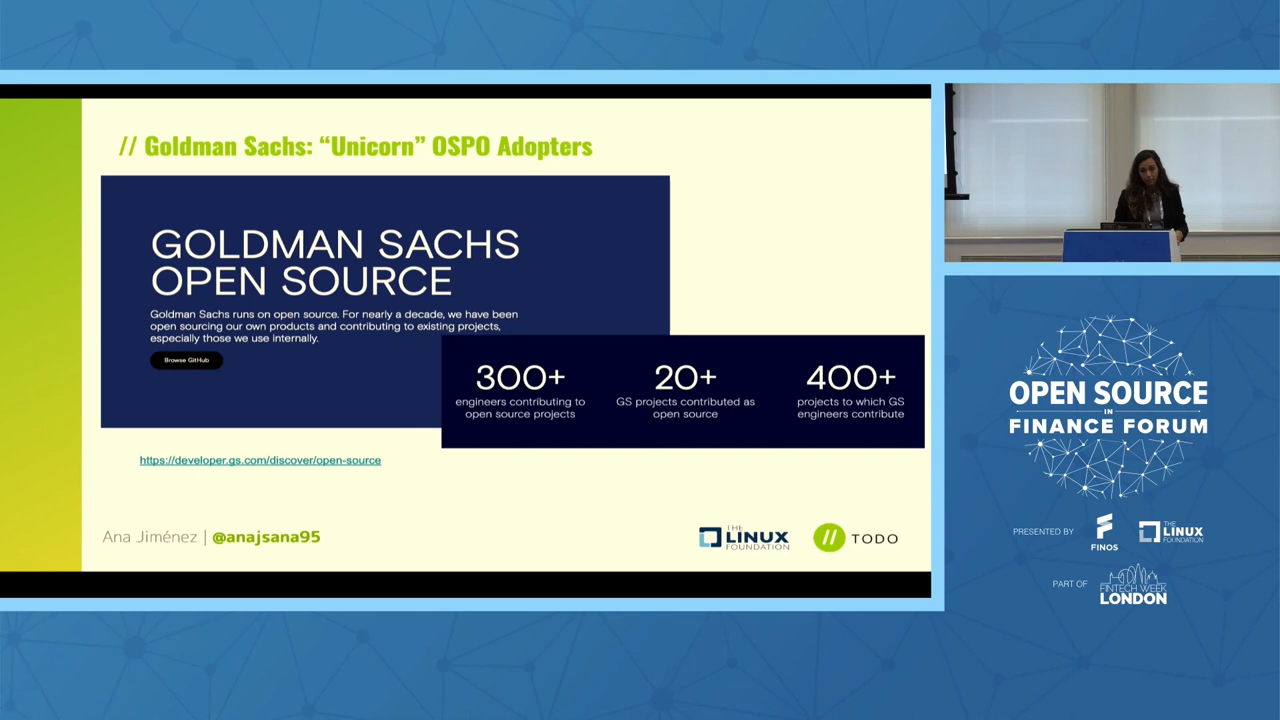 // Goldman Sachs: “Unicorn” OSPO Adopters
GOLDMAN SACHS
OPEN SOURCE
Goldman Sachs runs on open source. For nearly a decade, we have been
open sourcing our own products and contributing to existing projects,
especially those we use internally.
Browse GitHub
300+
engineers contributing to
open source projects
20+
GS projects contributed as
open source
400+
projects to which GS
engineers contribute
https://developer.gs.com/discover/open-source
Ana Jiménez | @anajsana95
THE
LINUX
FOUNDATION
// TODO
OPEN SOURCE
IN
FINANCE FORUM
PRESENTED BY
FINOS
THE
LINUX
FOUNDATION
PART OF
FINTECH WEEK
LONDON